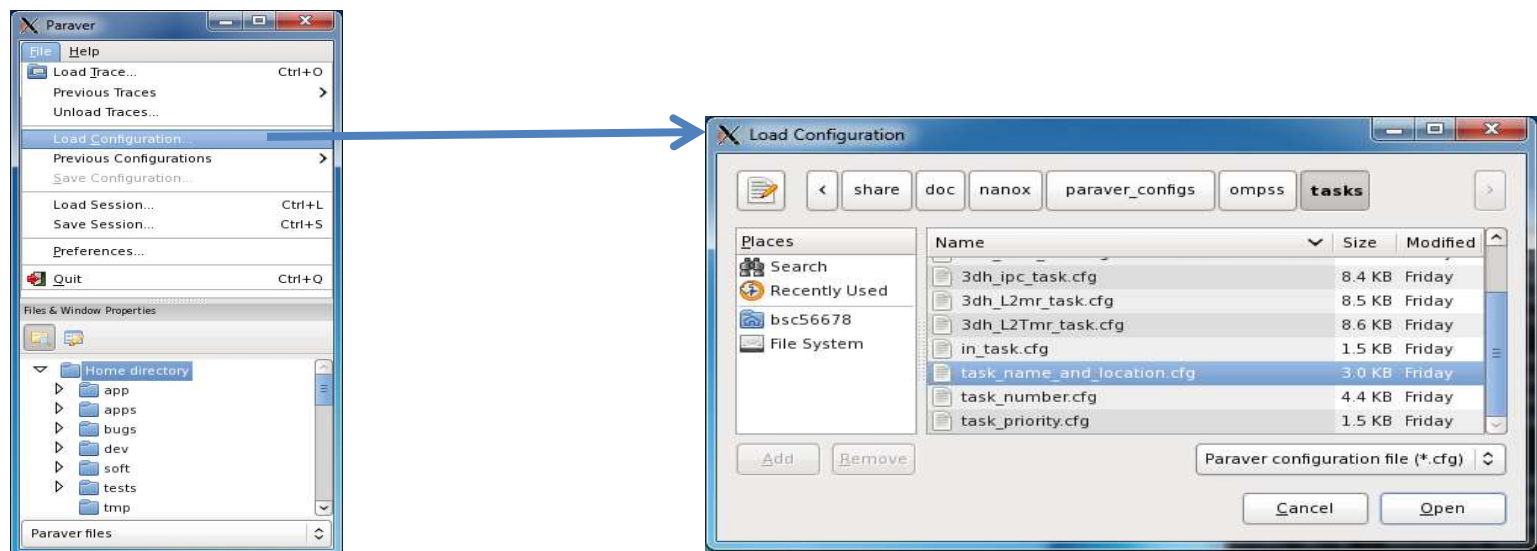 Paraver
File Help
Load Trace... Ctrl+O
Previous Traces
Unload Traces...
Load Configuration...
Previous Configurations
Save Configuration...
Load Session... Ctrl+L
Save Session... Ctrl+S
Preferences...
Quit Ctrl+Q
Files & Window Properties
Home directory
app
apps
bugs
dev
soft
tests
tmp
Paraver files
Load Configuration
share doc nanox paraver_configs ompss tasks
Places
Search
Recently Used
bsc56678
File System
Name Size Modified
3dh_ipc_task.cfg 8.4 KB Friday
3dh_L2mr_task.cfg 8.5 KB Friday
3dh_L2Tmr_task.cfg 8.6 KB Friday
in_task.cfg 1.5 KB Friday
task_name_and_location.cfg 3.0 KB Friday
task_number.cfg 4.4 KB Friday
task_priority.cfg 1.5 KB Friday
Add Remove
Paraver configuration file (*.cfg)
Cancel Open